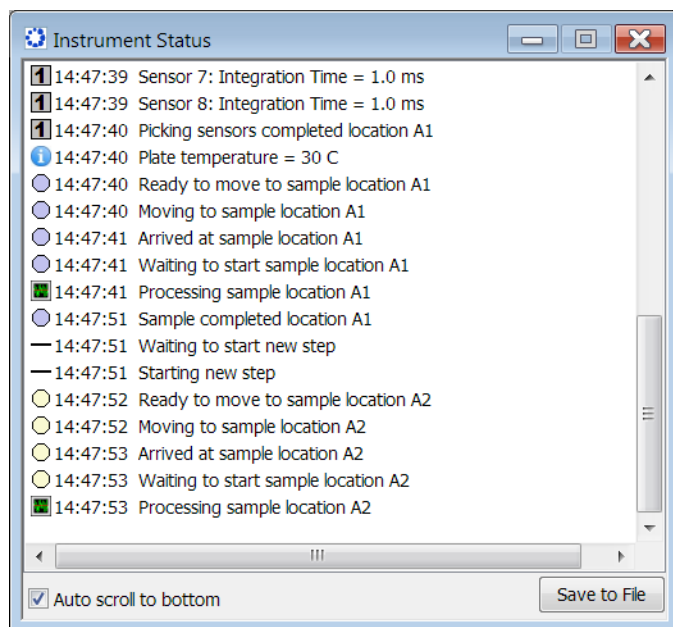 Instrument Status
1 14:47:39 Sensor 7: Integration Time = 1.0 ms
1 14:47:39 Sensor 8: Integration Time = 1.0 ms
1 14:47:40 Picking sensors completed location A1
i 14:47:40 Plate temperature = 30 C
14:47:40 Ready to move to sample location A1
14:47:40 Moving to sample location A1
14:47:41 Arrived at sample location A1
14:47:41 Waiting to start sample location A1
14:47:41 Processing sample location A1
14:47:51 Sample completed location A1
14:47:51 Waiting to start new step
14:47:51 Starting new step
14:47:52 Ready to move to sample location A2
14:47:52 Moving to sample location A2
14:47:53 Arrived at sample location A2
14:47:53 Waiting to start sample location A2
14:47:53 Processing sample location A2
Auto scroll to bottom
Save to File